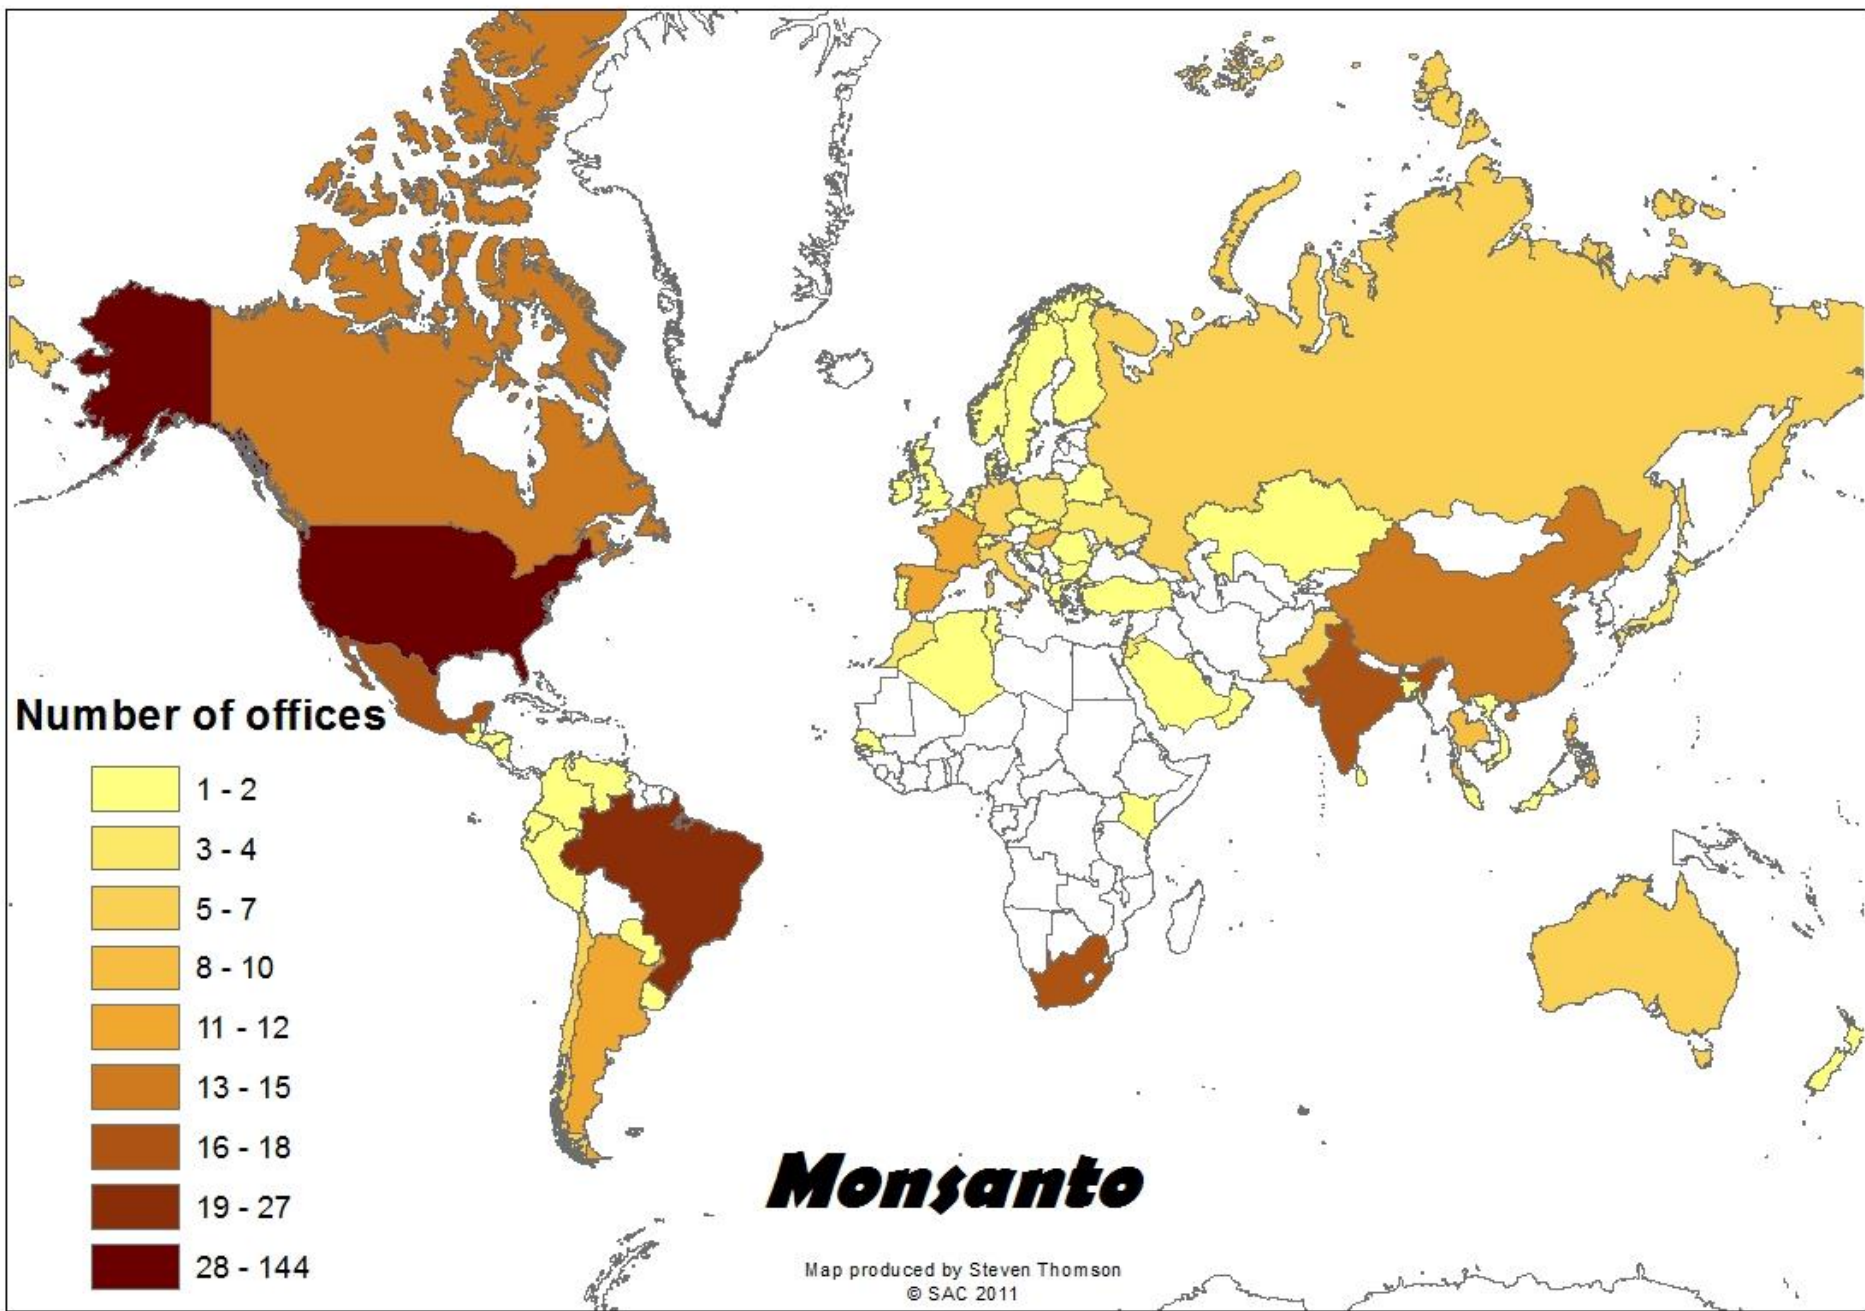 Number of offices
1 - 2
3 - 4
5 - 7
8 - 10
11 - 12
13 - 15
16 - 18
19 - 27
28 - 144
Monsanto
Map produced by Steven Thomson
© SAC 2011